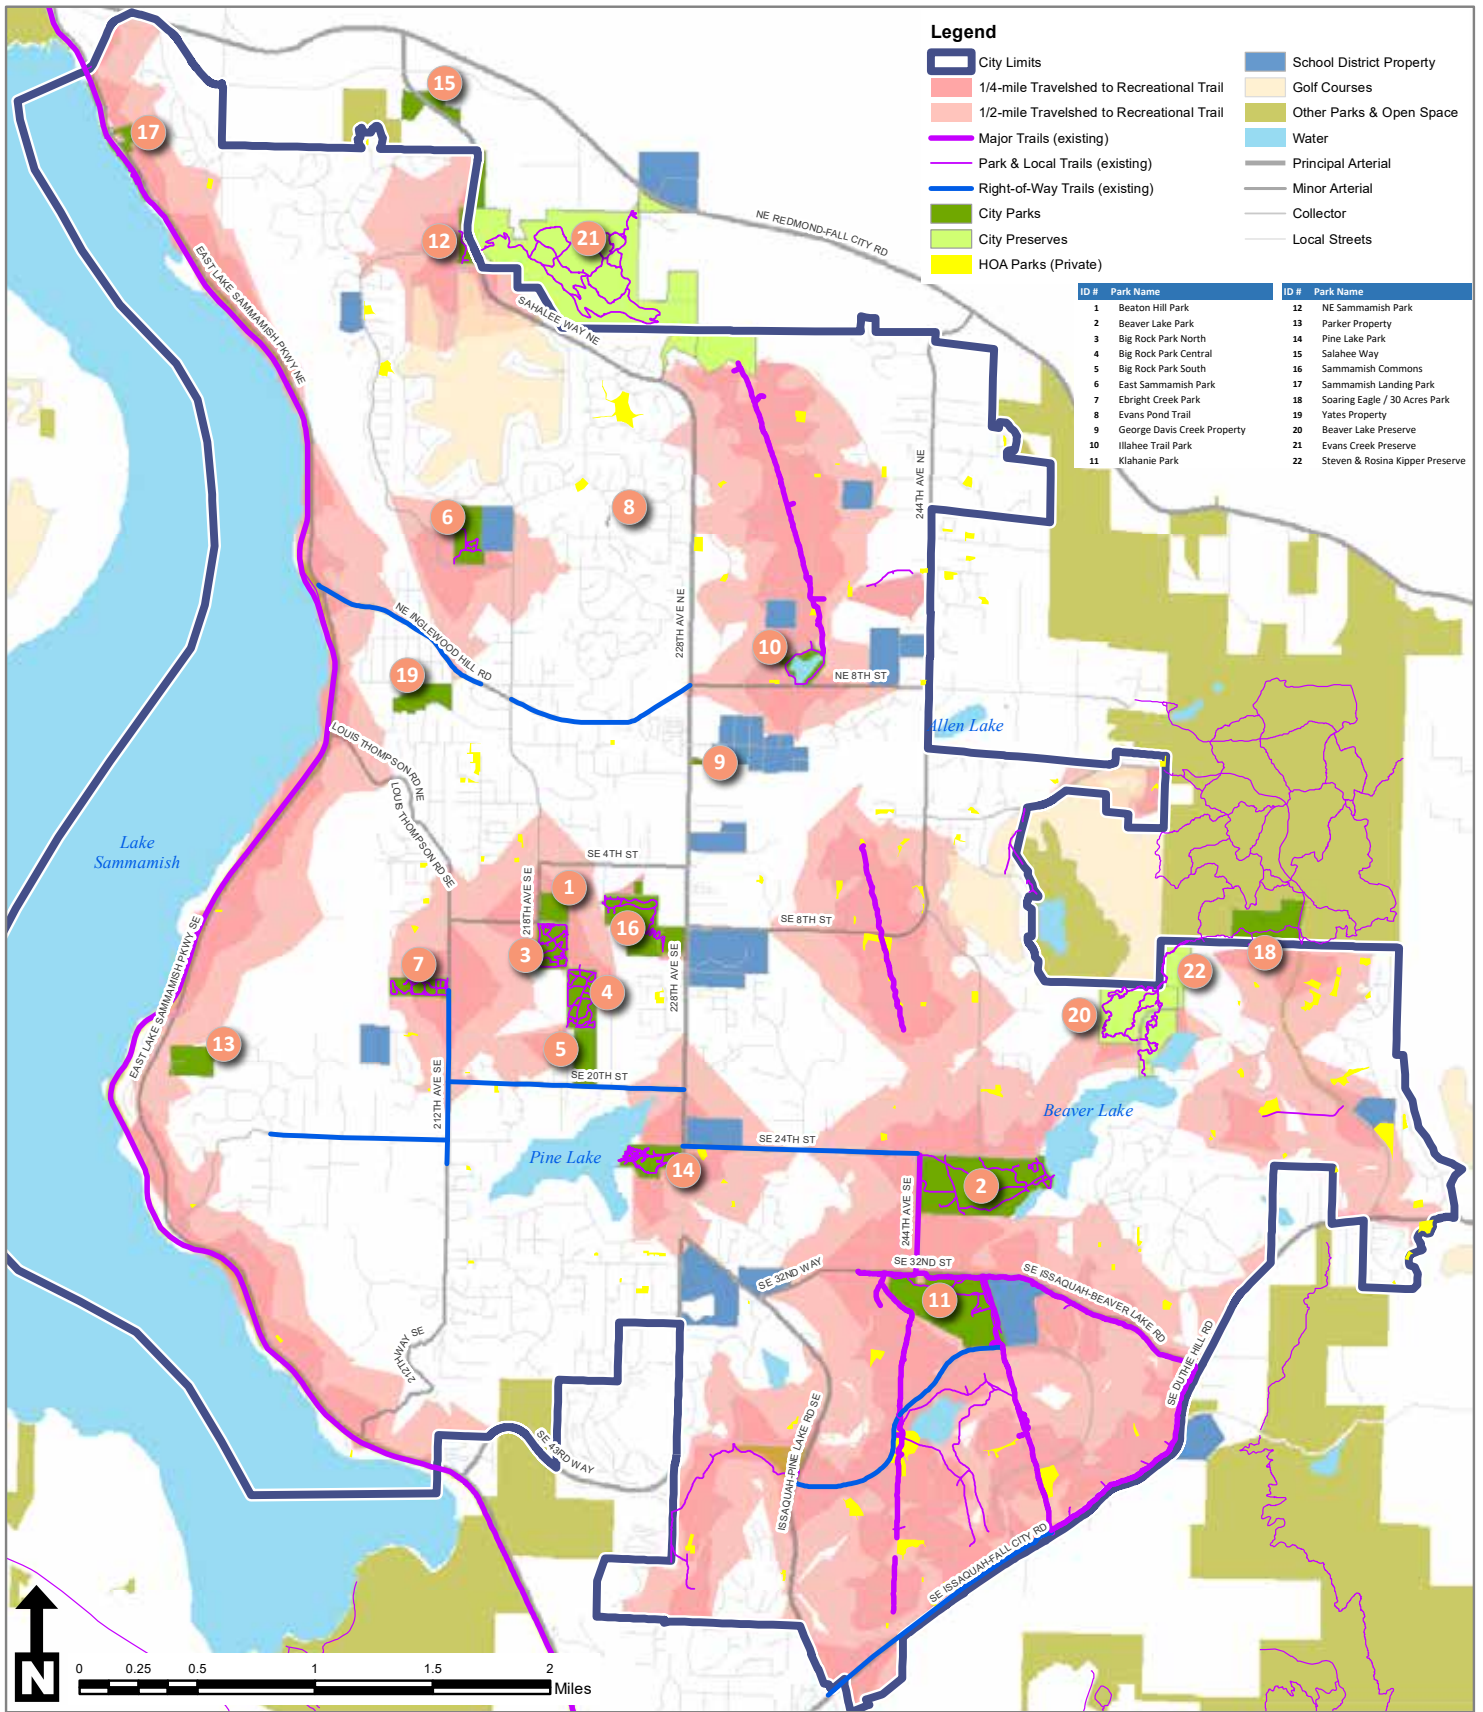 Legend
City Limits
1/4-mile Travelshed to Recreational Trail
1/2-mile Travelshed to Recreational Trail
Major Trails (existing)
Park & Local Trails (existing)
Right-of-Way Trails (existing)
City Parks
City Preserves
HOA Parks (Private)
School District Property
Golf Courses
Other Parks & Open Space
Water
Principal Arterial
Minor Arterial
Collector
Local Streets
ID # Park Name
1 Beaton Hill Park
2 Beaver Lake Park
3 Big Rock Park North
4 Big Rock Park Central
5 Big Rock Park South
6 East Sammamish Park
7 Ebright Creek Park
8 Evans Pond Trail
9 George Davis Creek Property
10 Illahee Trail Park
11 Klahanie Park
ID # Park Name
12 NE Sammamish Park
13 Parker Property
14 Pine Lake Park
15 Salahee Way
16 Sammamish Commons
17 Sammamish Landing Park
18 Soaring Eagle / 30 Acres Park
19 Yates Property
20 Beaver Lake Preserve
21 Evans Creek Preserve
22 Steven & Rosina Kipper Preserve
15
17
12
21
NE REDMOND-FALL CITY RD
EAST LAKE SAMMAMISH PKWY NE
SAHALEE WAY NE
244TH AVE NE
6
8
228TH AVE NE
NE INGLEWOOD HILL RD
10
NE 8TH ST
19
Allen Lake
LOUIS THOMPSON RD NE
9
LOUIS THOMPSON RD SE
Lake
Sammamish
SE 4TH ST
1
218TH AVE SE
16
SE 8TH ST
3
7
18
22
4
228TH AVE SE
EAST LAKE SAMMAMISH PKWY SE
20
13
5
SE 20TH ST
212TH AVE SE
Beaver Lake
SE 24TH ST
Pine Lake
14
2
244TH AVE SE
SE 32ND ST
SE 32ND WAY
SE ISSAQUAH-BEAVER LAKE RD
11
212TH WAY SE
SE DUTHIE HILL RD
ISSAQUAH-PINE LAKE RD SE
SE 43RD WAY
SE ISSAQUAH-FALL CITY RD
N
0 0.25 0.5 1 1.5 2
Miles